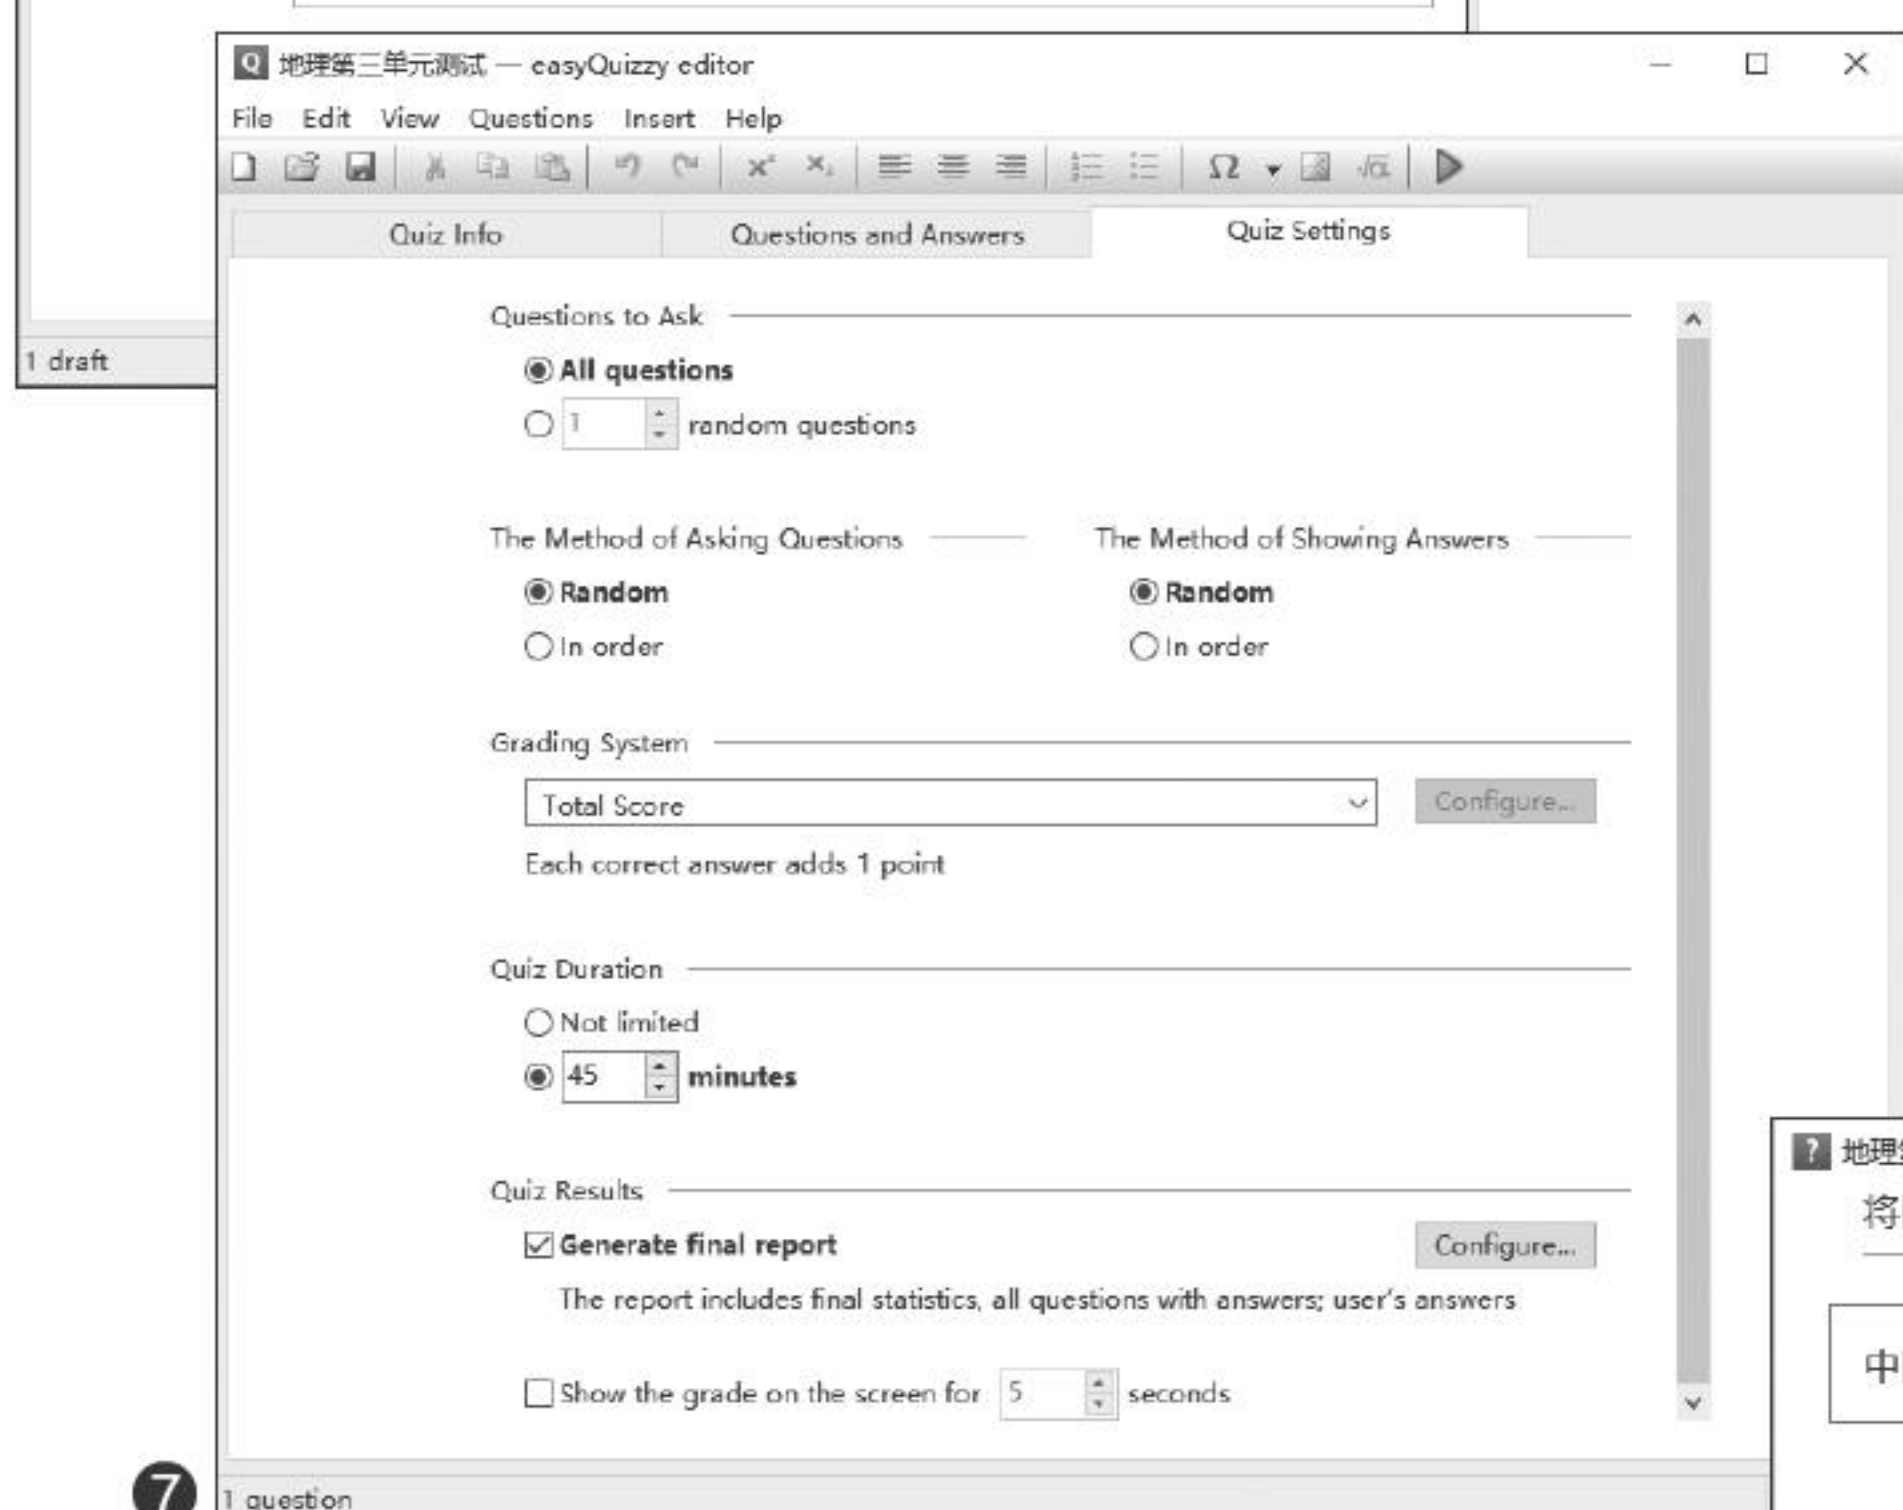 地理第三单元测试 — easyQuizzy editor
File Edit View Questions Insert Help
Quiz Info Questions and Answers Quiz Settings
Questions to Ask
All questions
1 random questions
1 draft
The Method of Asking Questions The Method of Showing Answers
Random Random
In order In order
Grading System
Total Score Configure...
Each correct answer adds 1 point
Quiz Duration
Not limited
45 minutes
Quiz Results
Generate final report Configure...
The report includes final statistics, all questions with answers; user's answers
Show the grade on the screen for 5 seconds
7
1 question
地理
将
中